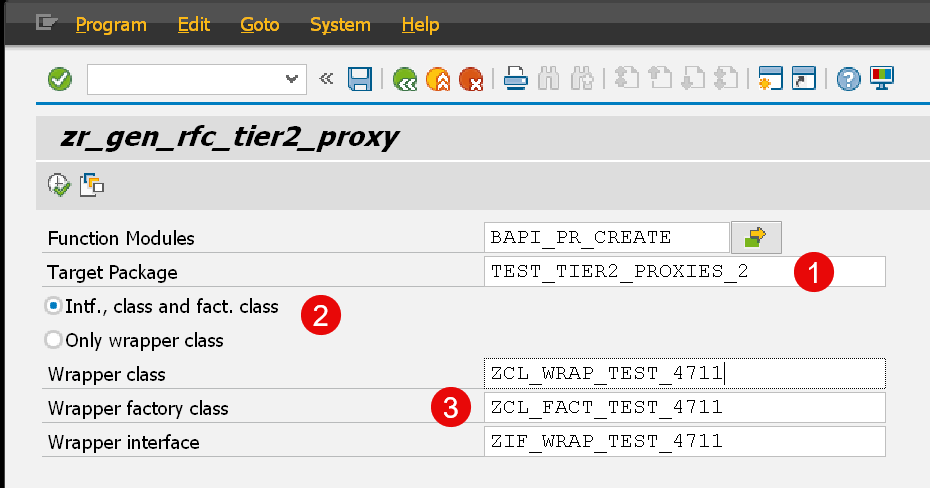 Program Edit Goto System Help
zr_gen_rfc_tier2_proxy
Function Modules BAPI_PR_CREATE
Target Package TEST_TIER2_PROXIES_2 1
Intf., class and fact. class 2
Only wrapper class
Wrapper class ZCL_WRAP_TEST_4711
Wrapper factory class 3 ZCL_FACT_TEST_4711
Wrapper interface ZIF_WRAP_TEST_4711